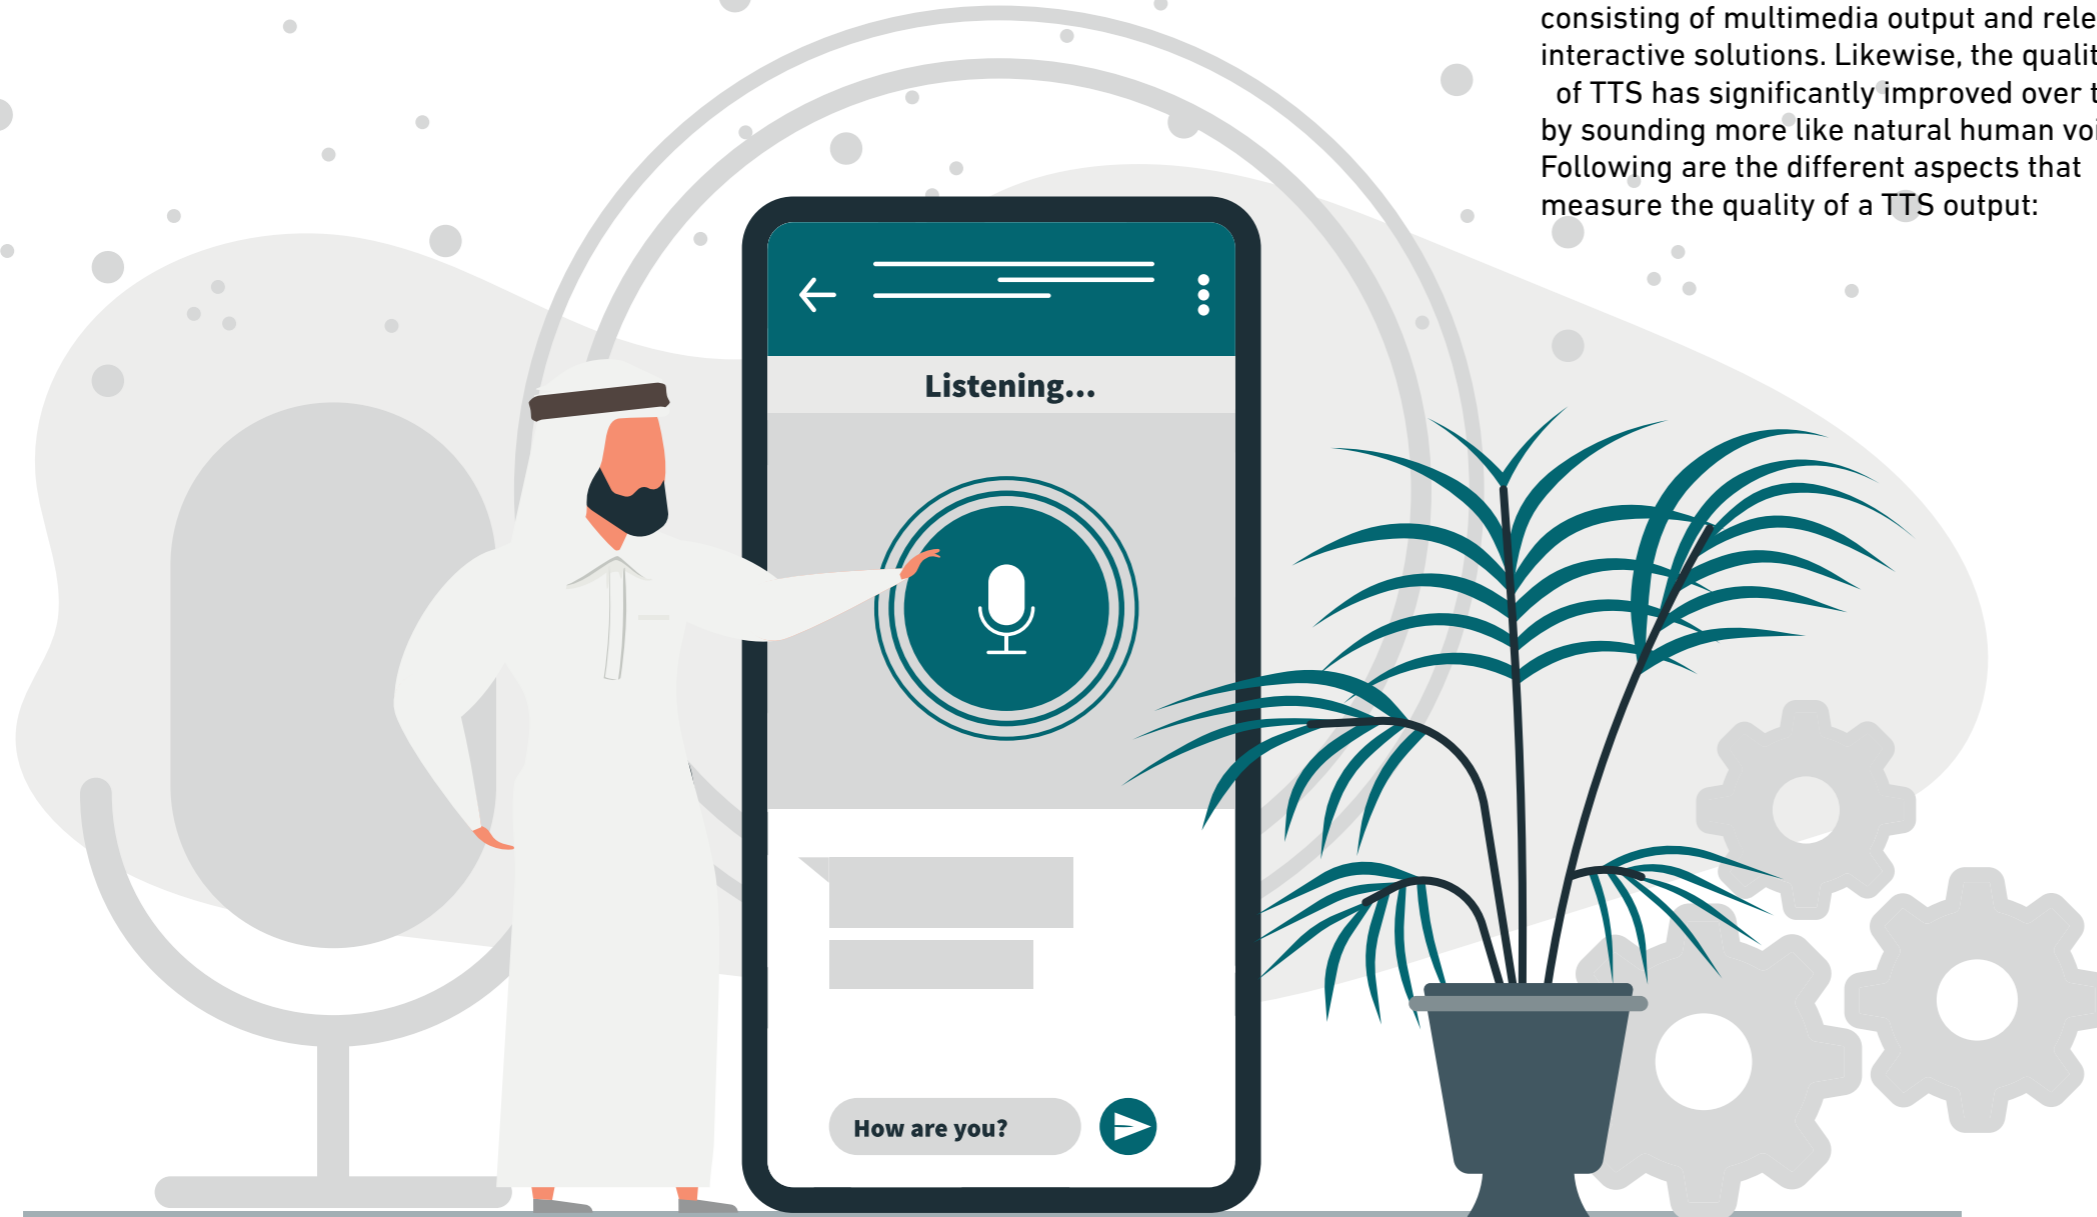 consisting of multimedia output and rele
interactive solutions. Likewise, the qualit
of TTS has significantly improved over t
by sounding more like natural human voi
Following are the different aspects that
measure the quality of a TTS output:
Listening...
How are you?